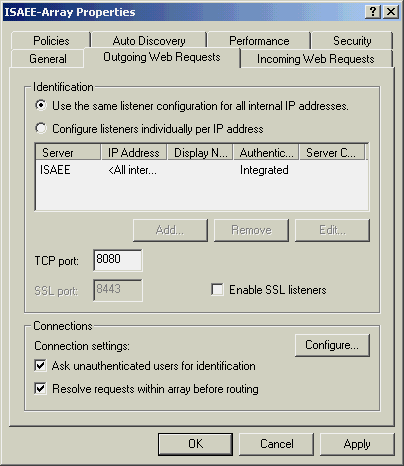 ISAEE-Array Properties
Policies Auto Discovery Performance Security
General Outgoing Web Requests Incoming Web Requests
Identification
Use the same listener configuration for all internal IP addresses.
Configure listeners individually per IP address
Server IP Address Display N... Authentic... Server C...
ISAEE <All inter... Integrated
Add... Remove Edit...
TCP port: 8080
SSL port: 8443 Enable SSL listeners
Connections
Connection settings: Configure...
Ask unauthenticated users for identification
Resolve requests within array before routing
OK Cancel Apply